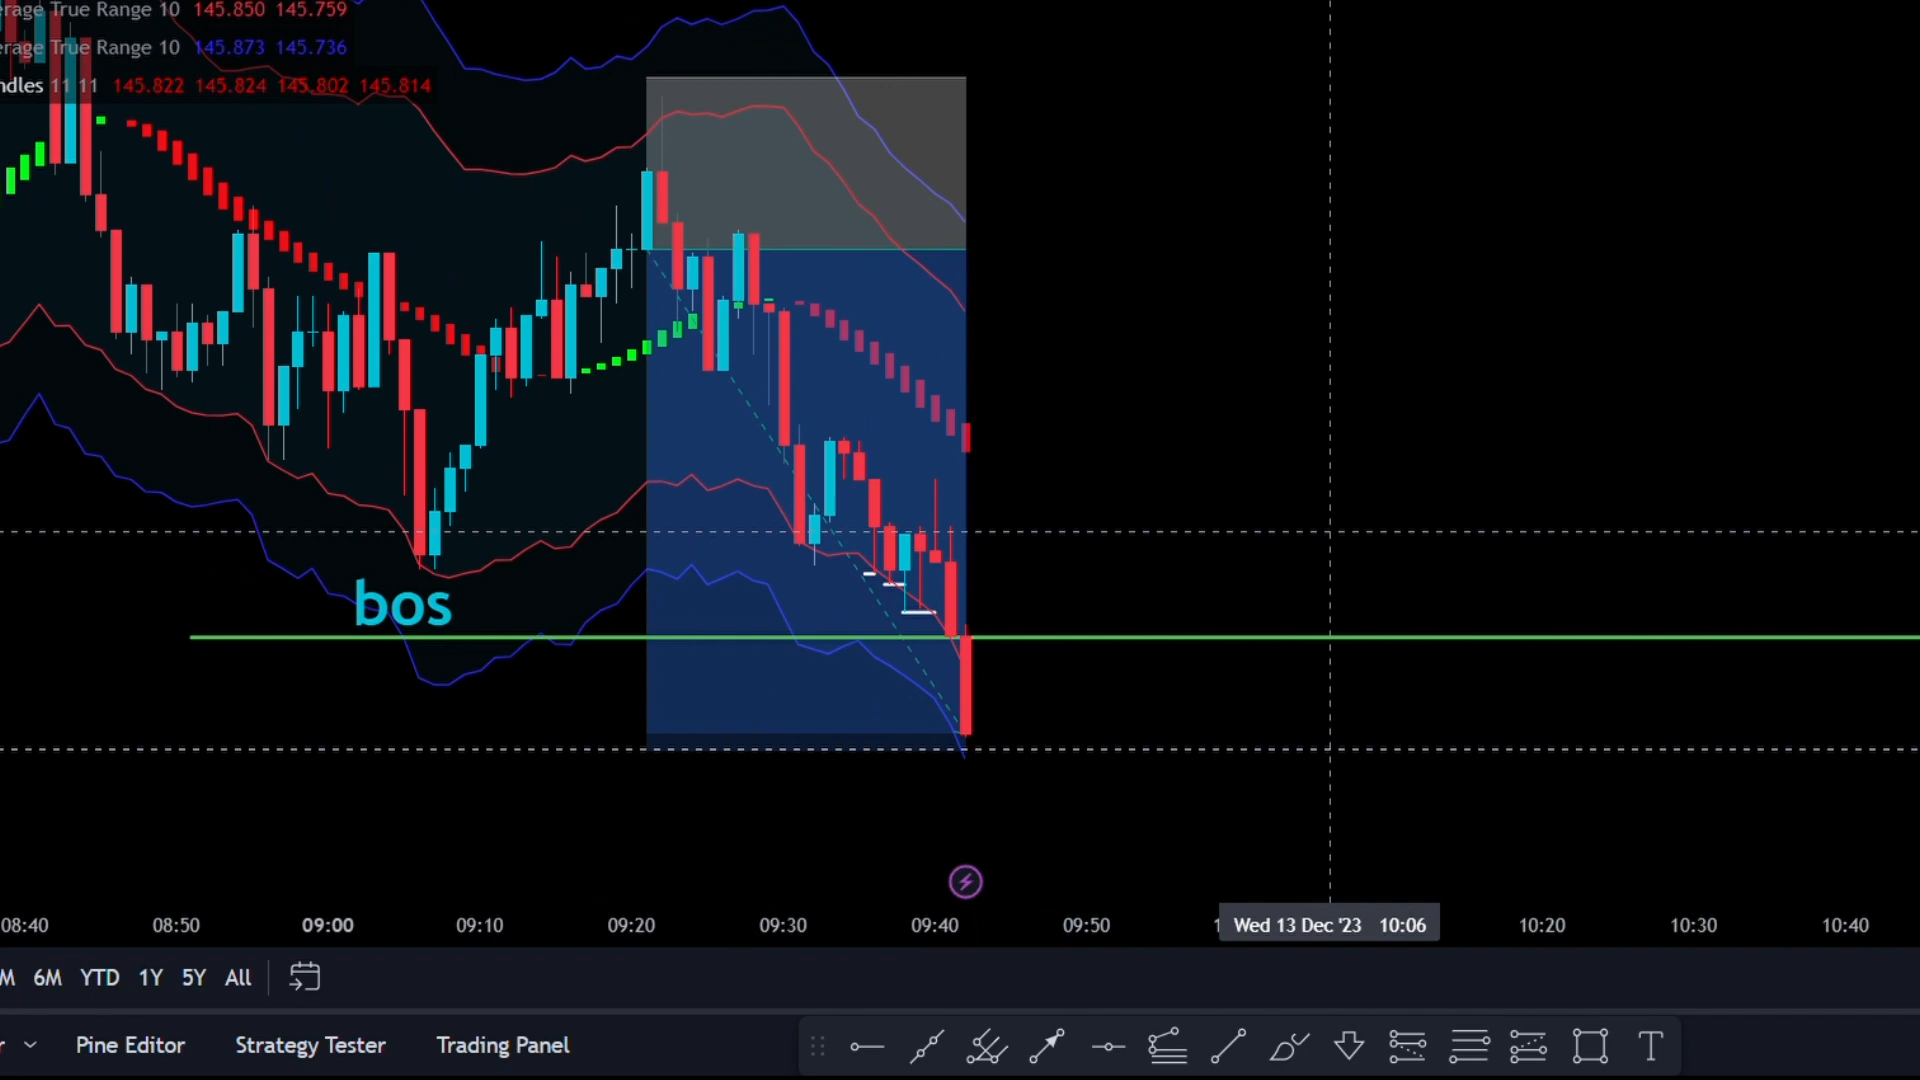 erage True Range 10 145.850 145.759
erage True Range 10 145.873 145.736
ndles 11 11 145.822 145.824 145.802 145.814
bos
08:40 08:50 09:00 09:10 09:20 09:30 09:40 09:50 1 Wed 13 Dec '23 10:06 10:20 10:30 10:40
M 6M YTD 1Y 5Y All
r Pine Editor Strategy Tester Trading Panel T